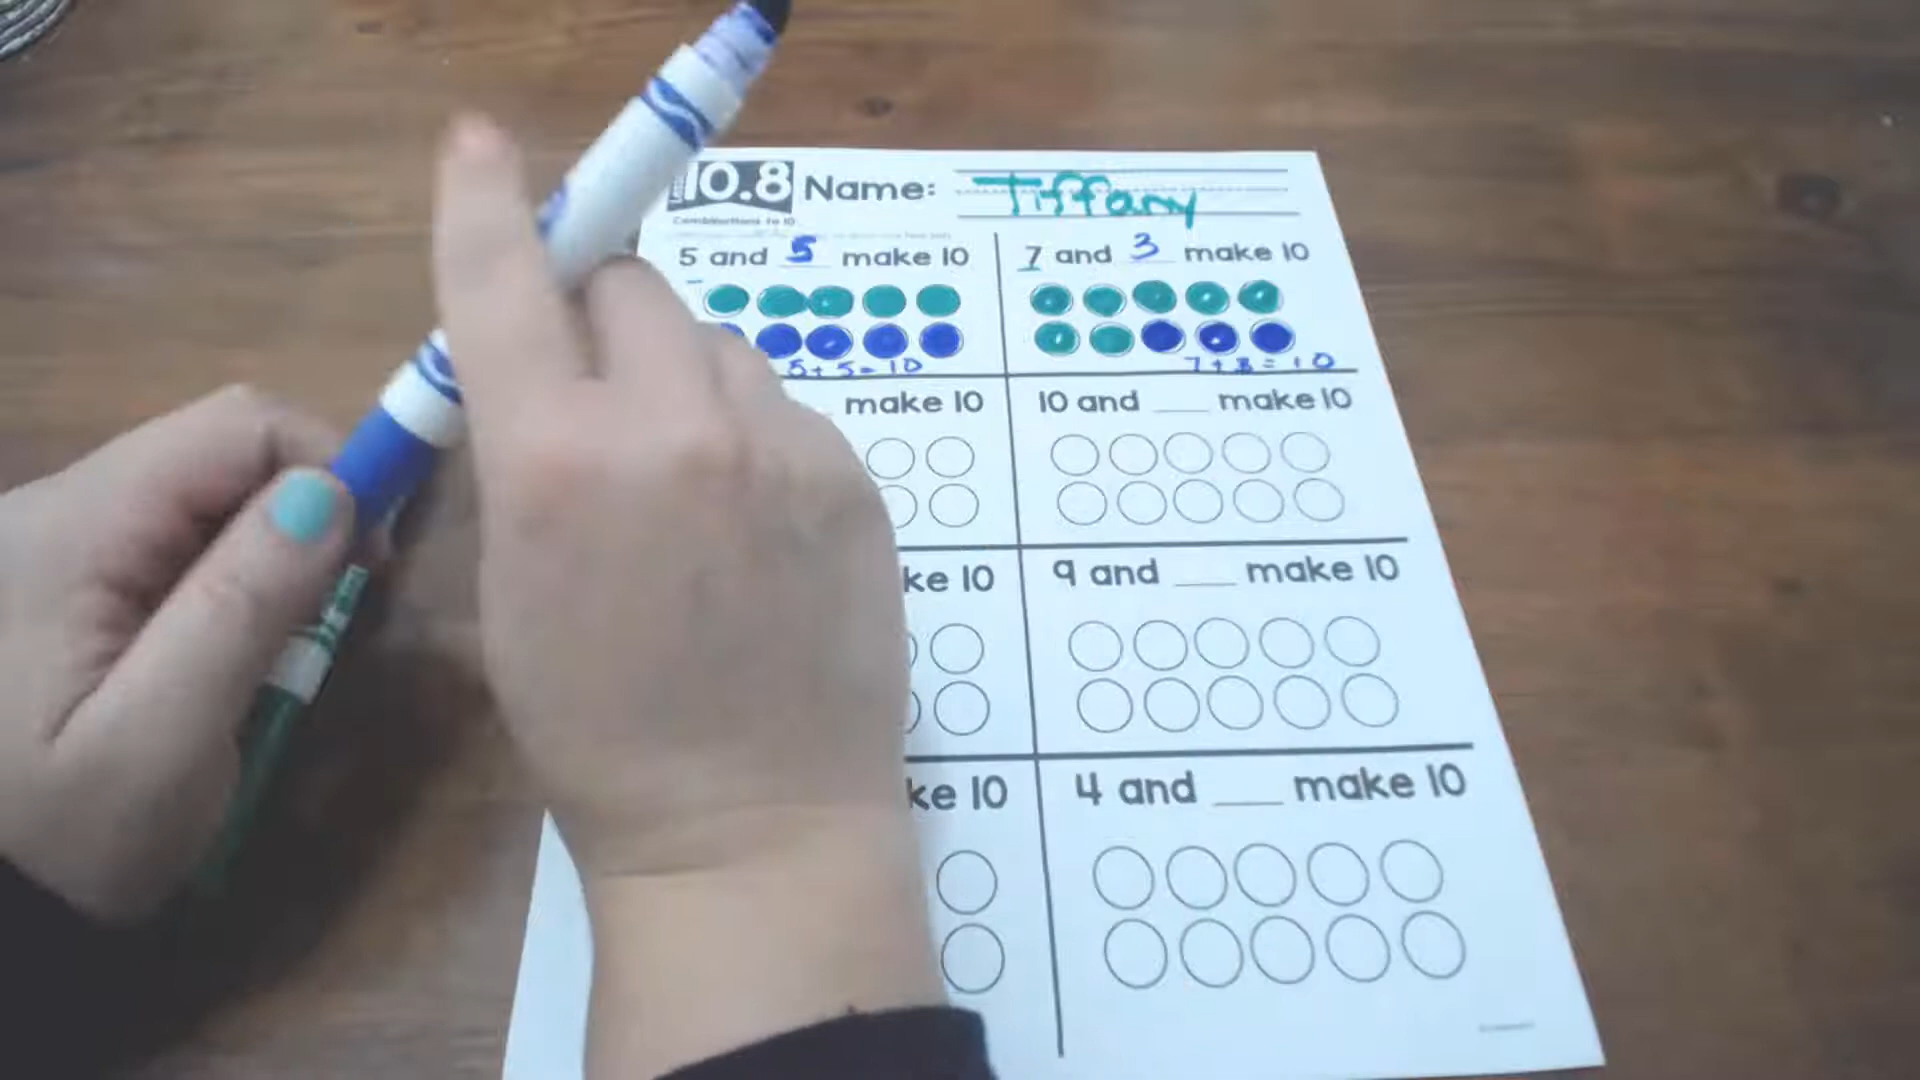 10.8 Name: Tiffany
Combinations to 10
5 and 5 make 10
5+5=10
7 and 3 make 10
7+3=10
make 10
10 and ___ make 10
ke 10
9 and ___ make 10
ke 10
4 and ___ make 10